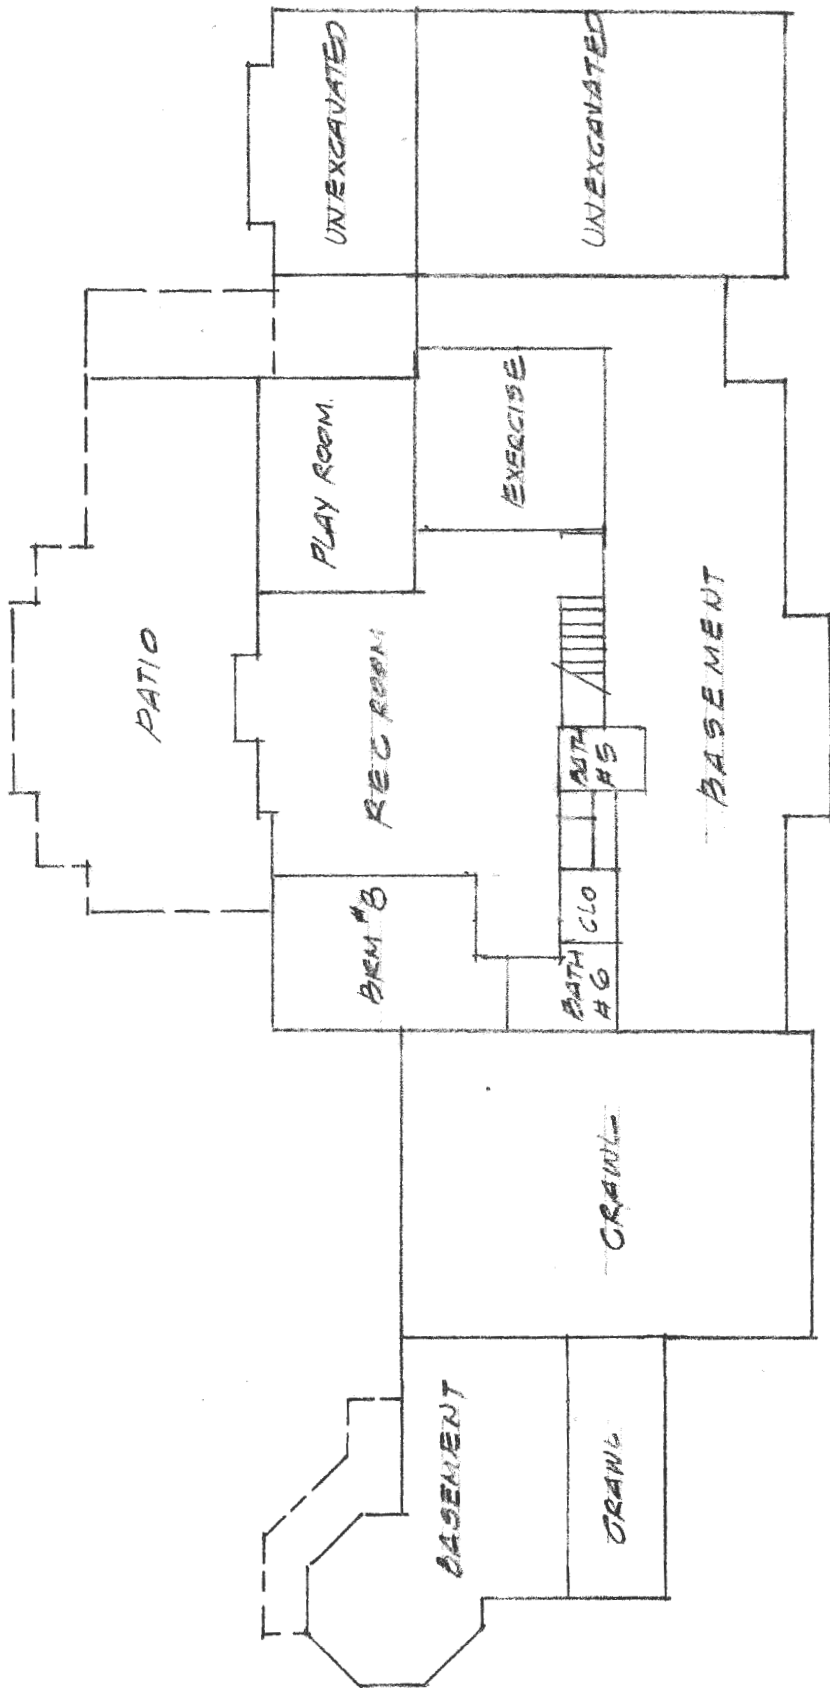 PATIO
UNEXCAVATED
PLAY ROOM.
REC ROOM
BRM #8
UNEXCAVATED
EXERCISE
BATH
#5
CLO
BATH
#6
BASEMENT
CRAWL
BASEMENT
CRAWL